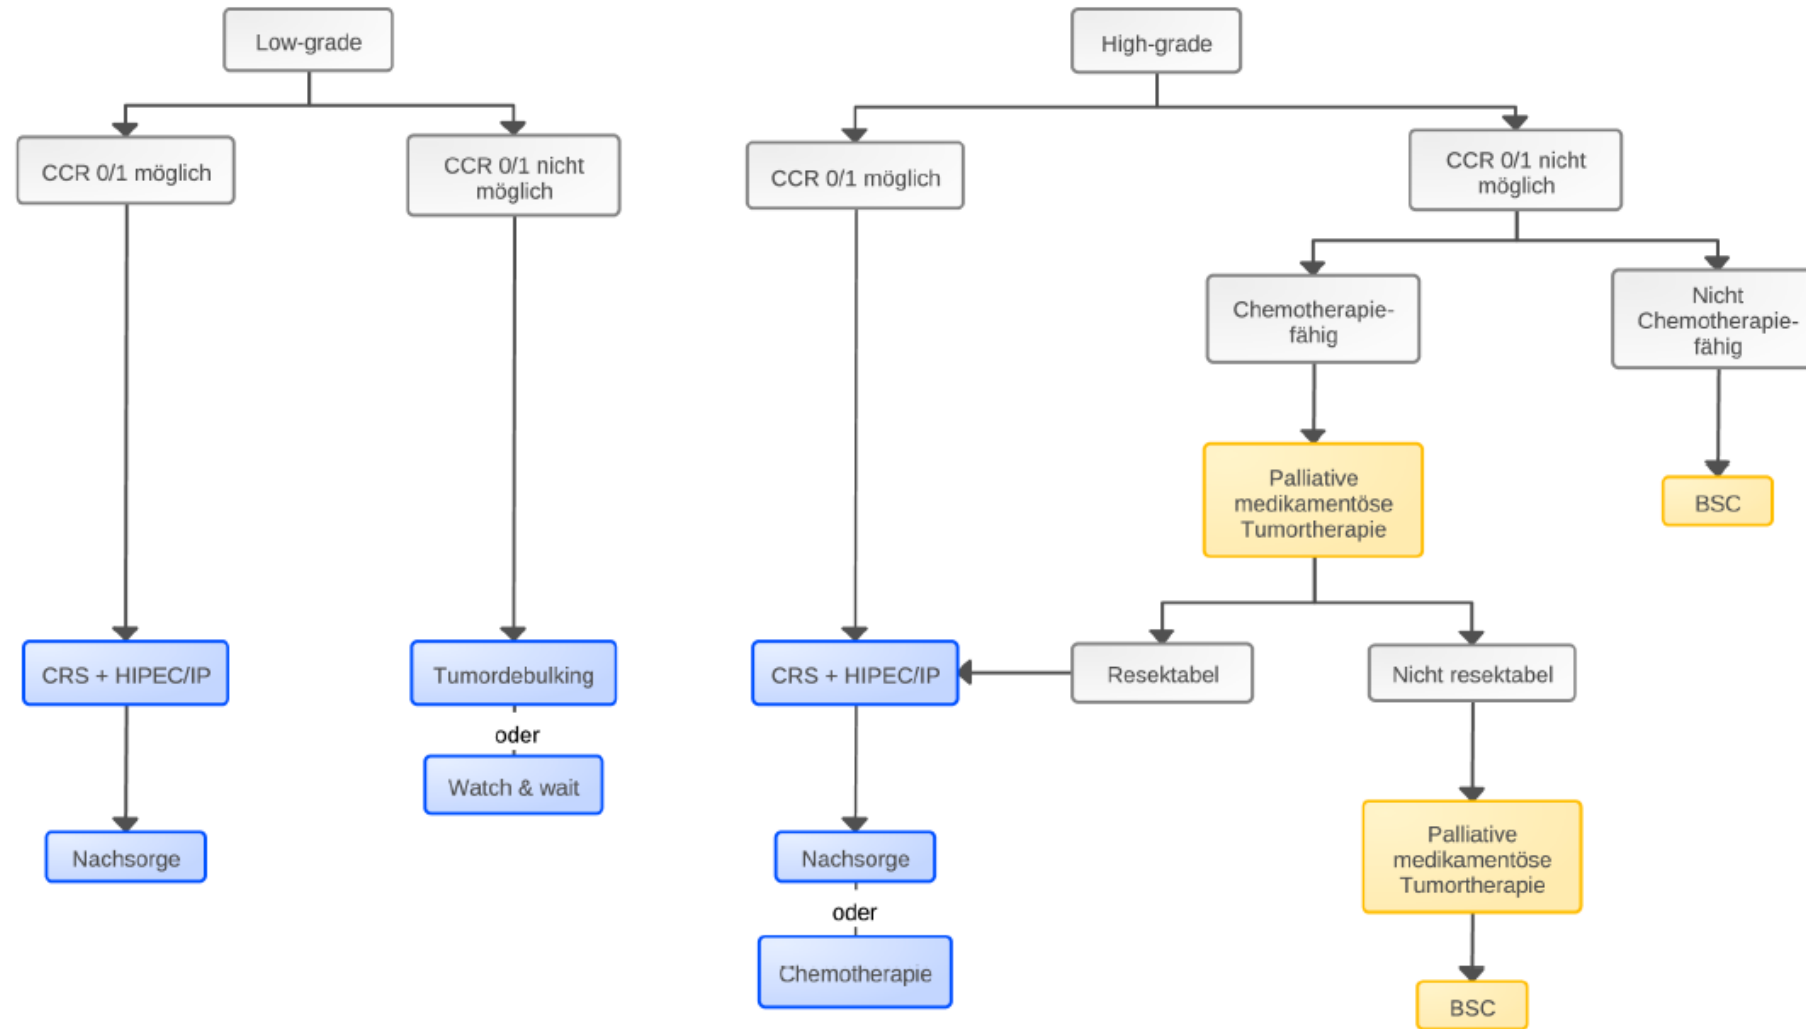 Low-grade
High-grade
CCR 0/1 möglich
CCR 0/1 nicht
möglich
CCR 0/1 möglich
CCR 0/1 nicht
möglich
Chemotherapie-
fähig
Nicht
Chemotherapie-
fähig
Palliative
medikamentöse
Tumortherapie
BSC
CRS + HIPEC/IP
Tumordebulking
CRS + HIPEC/IP
Resektabel
Nicht resektabel
oder
Watch & wait
Nachsorge
Nachsorge
Palliative
medikamentöse
Tumortherapie
oder
Chemotherapie
BSC